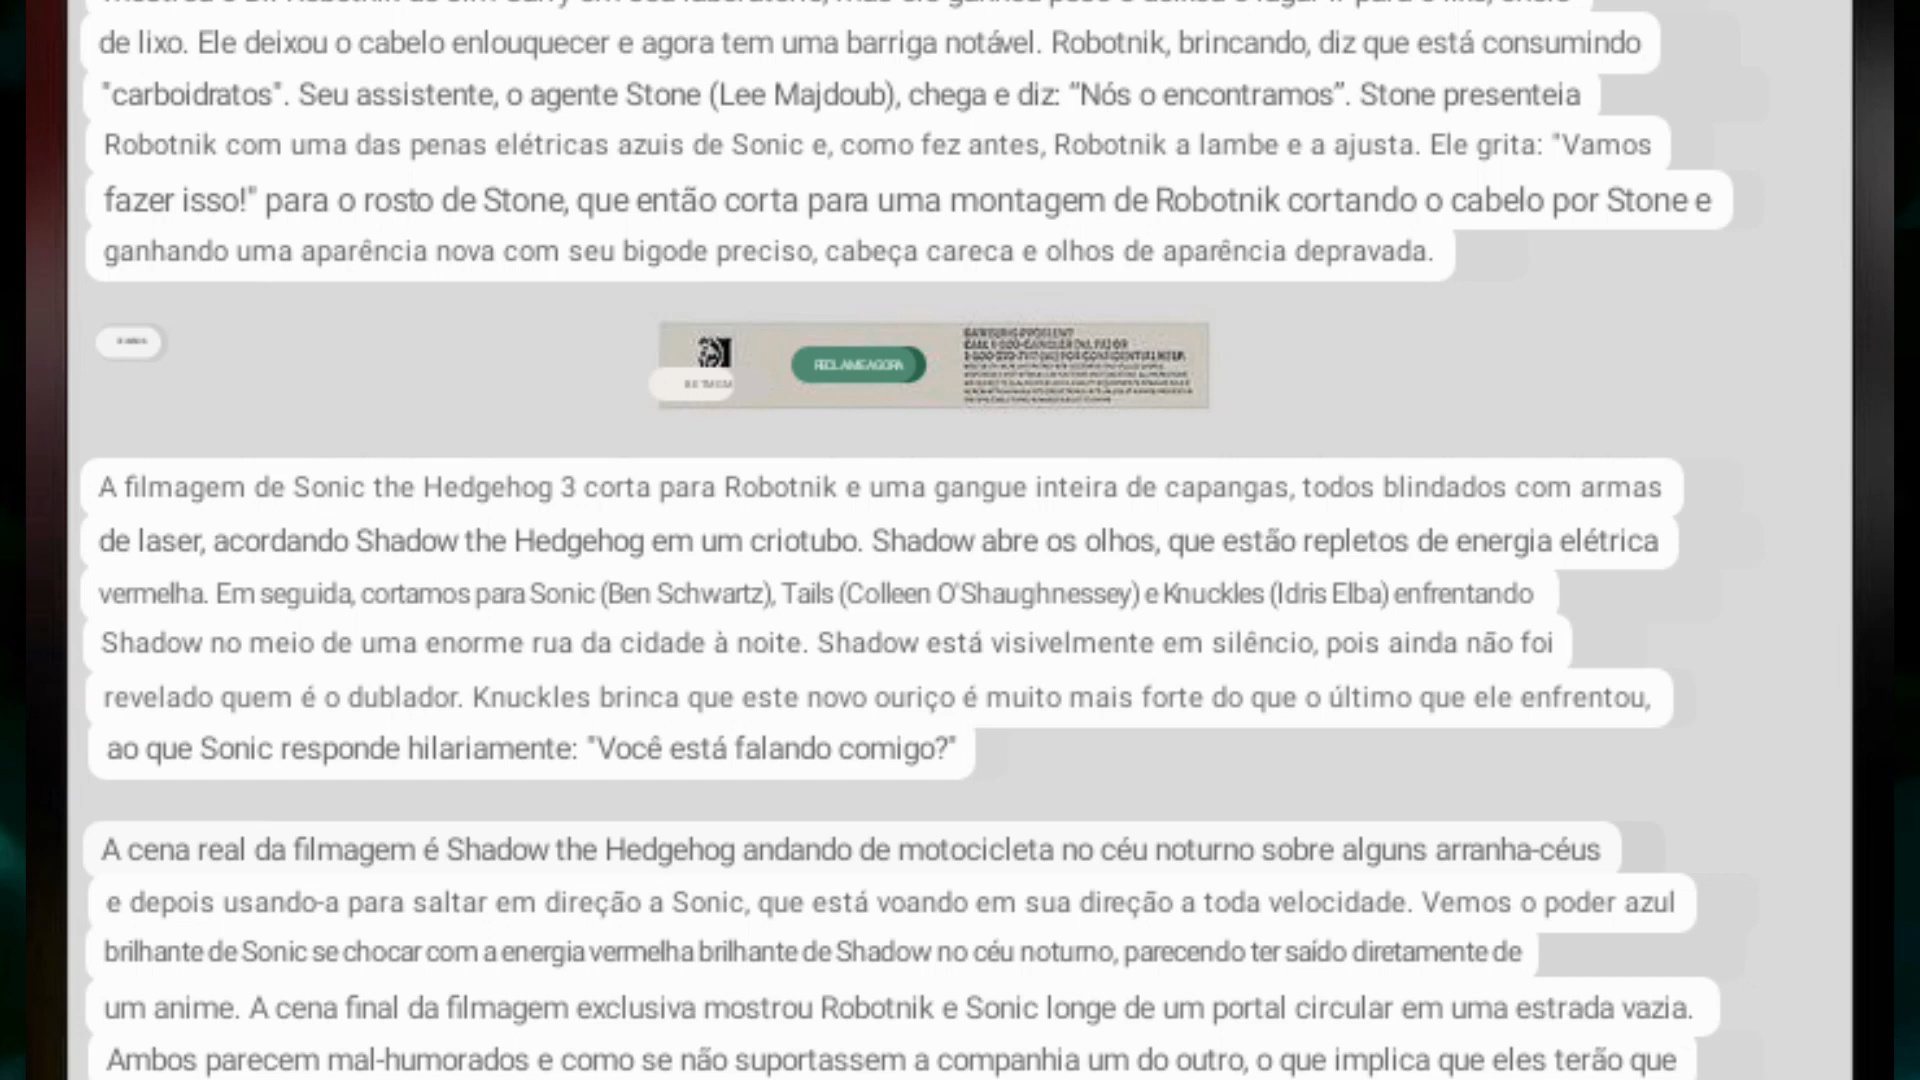 de lixo. Ele deixou o cabelo enlouquecer e agora tem uma barriga notável. Robotnik, brincando, diz que está consumindo
"carboidratos". Seu assistente, o agente Stone (Lee Majdoub), chega e diz: “Nós o encontramos”. Stone presenteia
Robotnik com uma das penas elétricas azuis de Sonic e, como fez antes, Robotnik a lambe e a ajusta. Ele grita: "Vamos
fazer isso!" para o rosto de Stone, que então corta para uma montagem de Robotnik cortando o cabelo por Stone e
ganhando uma aparência nova com seu bigode preciso, cabeça careca e olhos de aparência depravada.
RECLAME AGORA
A filmagem de Sonic the Hedgehog 3 corta para Robotnik e uma gangue inteira de capangas, todos blindados com armas
de laser, acordando Shadow the Hedgehog em um criotubo. Shadow abre os olhos, que estão repletos de energia elétrica
vermelha. Em seguida, cortamos para Sonic (Ben Schwartz), Tails (Colleen O'Shaughnessey) e Knuckles (Idris Elba) enfrentando
Shadow no meio de uma enorme rua da cidade à noite. Shadow está visivelmente em silêncio, pois ainda não foi
revelado quem é o dublador. Knuckles brinca que este novo ouriço é muito mais forte do que o último que ele enfrentou,
ao que Sonic responde hilariamente: "Você está falando comigo?"
A cena real da filmagem é Shadow the Hedgehog andando de motocicleta no céu noturno sobre alguns arranha-céus
e depois usando-a para saltar em direção a Sonic, que está voando em sua direção a toda velocidade. Vemos o poder azul
brilhante de Sonic se chocar com a energia vermelha brilhante de Shadow no céu noturno, parecendo ter saído diretamente de
um anime. A cena final da filmagem exclusiva mostrou Robotnik e Sonic longe de um portal circular em uma estrada vazia.
Ambos parecem mal-humorados e como se não suportassem a companhia um do outro, o que implica que eles terão que